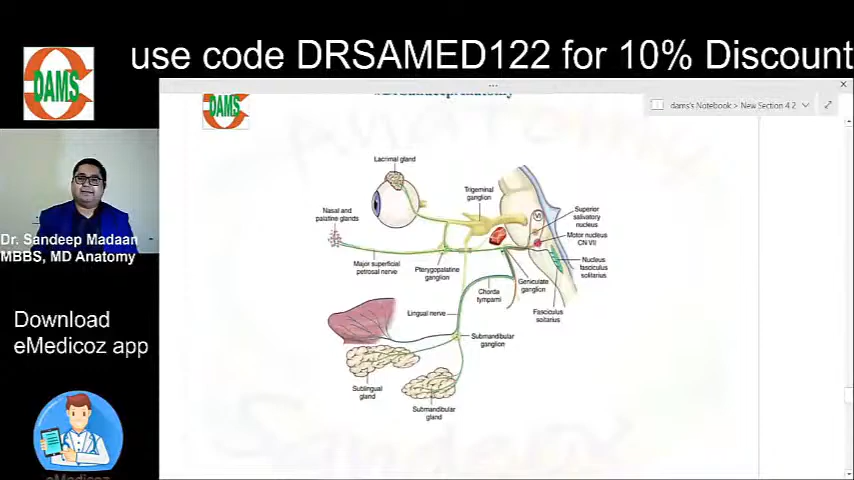 use code DRSAMED122 for 10% Discount
DAMS
DAMS
dam's Notebook > New Section 4 2
Lacrimal gland
Trigeminal
ganglion
Nasal and
palatine glands
VI
Superior
salivatory
nucleus
Motor nucleus
CN VII
Major superficial
petrosal nerve
Pterygopalatine
ganglion
Nucleus
fasciculus
solitarius
Geniculate
ganglion
Chorda
tympani
Fasciculus
solitarius
Lingual nerve
Submandibular
ganglion
Sublingual
gland
Submandibular
gland
Dr. Sandeep Madaan
MBBS, MD Anatomy
Download
eMedicoz app
eMedicoz